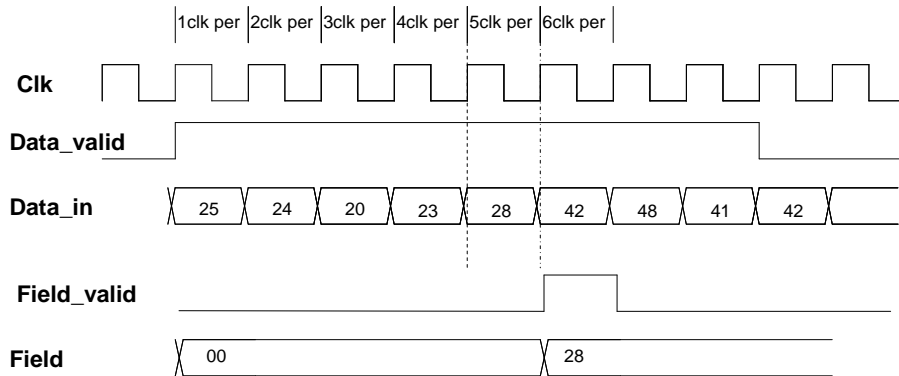 1clk per 2clk per 3clk per 4clk per 5clk per 6clk per
Clk
Data_valid
Data_in 25 24 20 23 28 42 48 41 42
Field_valid
Field 00 28